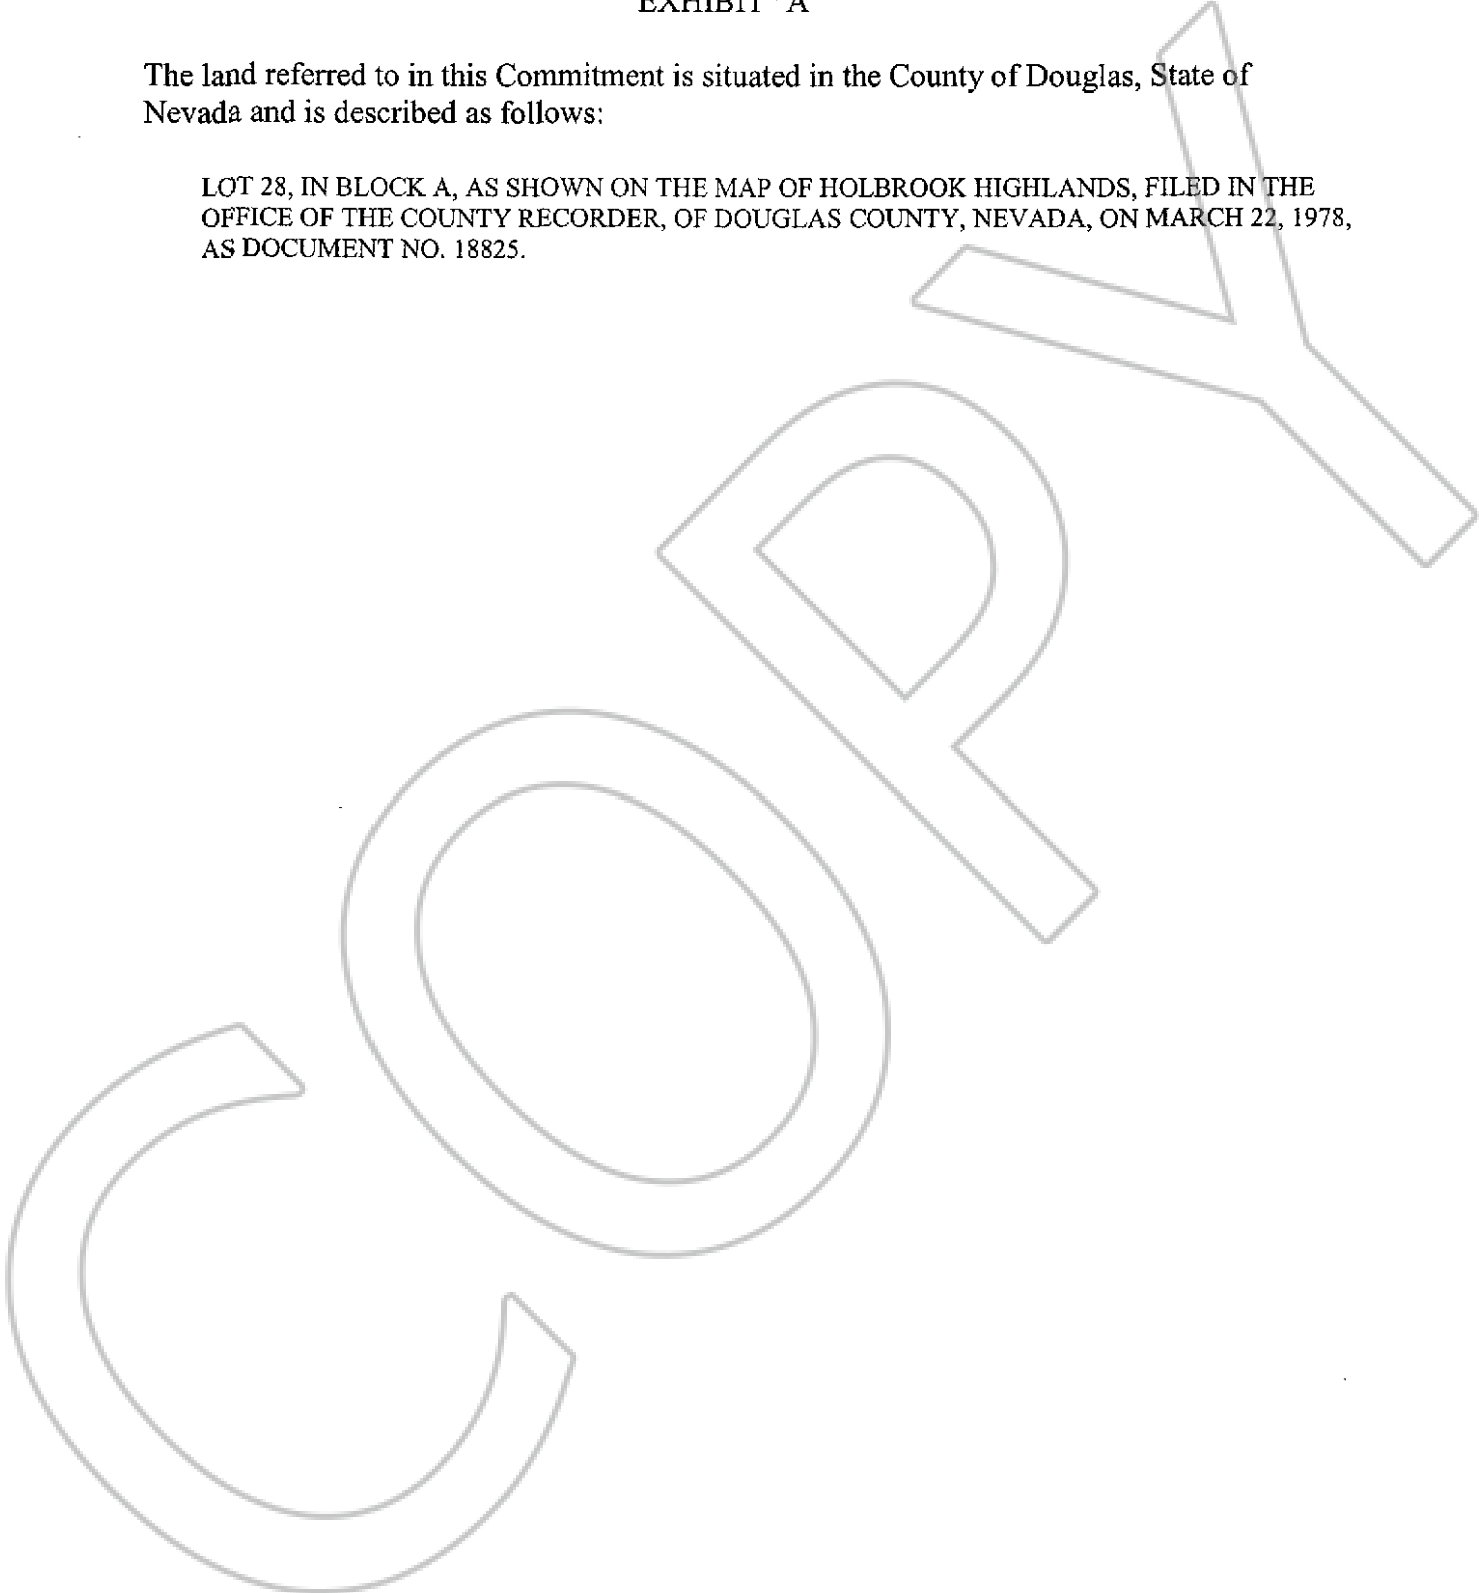 EXHIBIT "A
The land referred to in this Commitment is situated in the County of Douglas, State of
Nevada and is described as follows:
LOT 28, IN BLOCK A, AS SHOWN ON THE MAP OF HOLBROOK HIGHLANDS, FILED IN THE
OFFICE OF THE COUNTY RECORDER, OF DOUGLAS COUNTY, NEVADA, ON MARCH 22, 1978,
AS DOCUMENT NO. 18825.
COPY